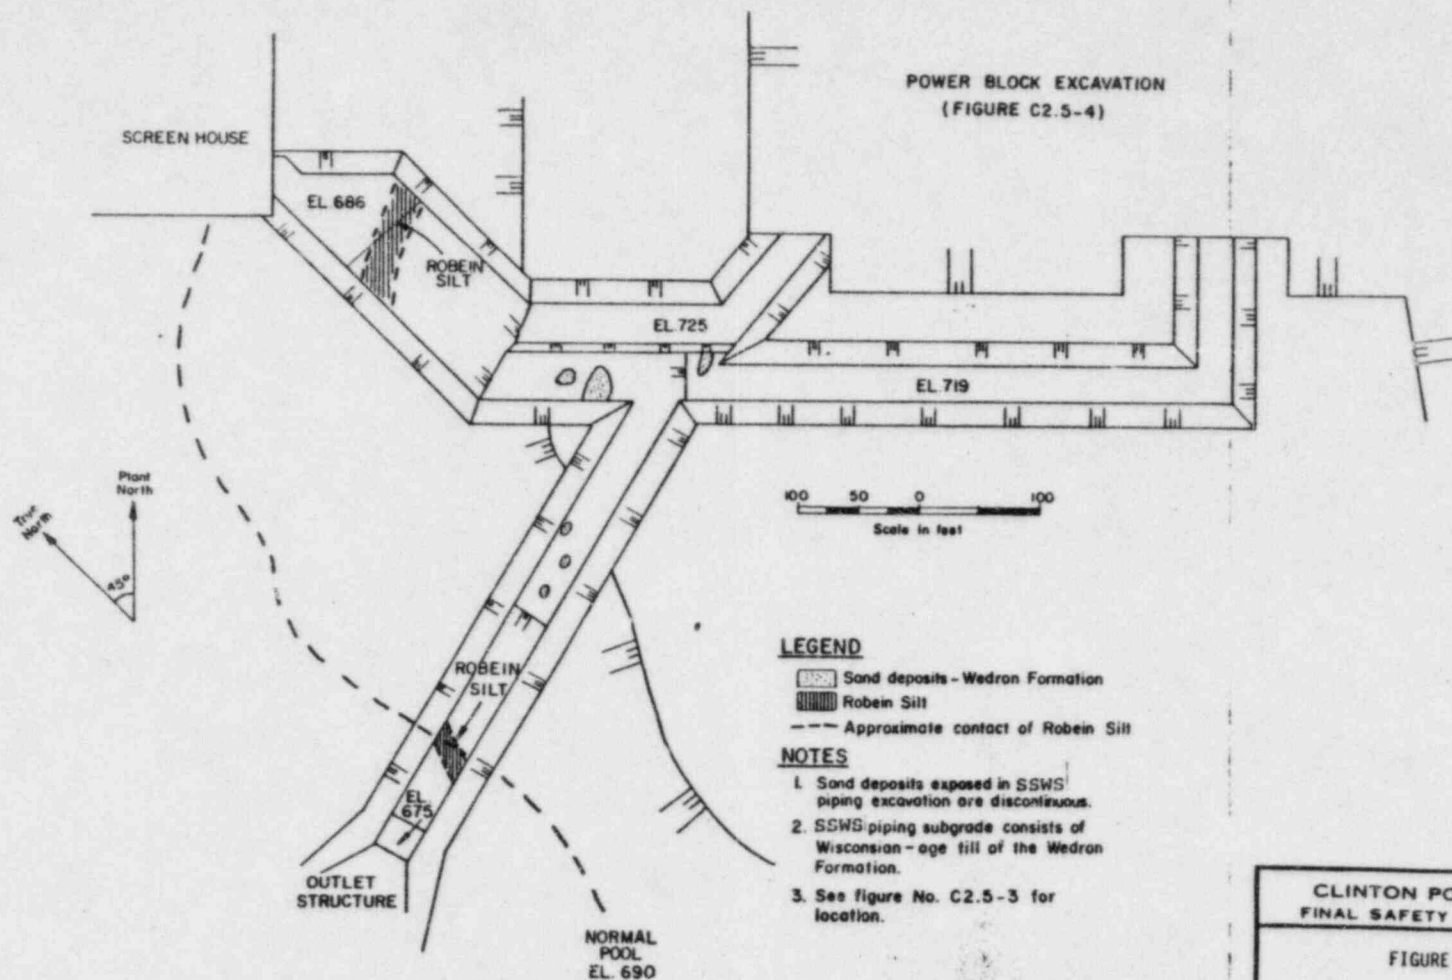 POWER BLOCK EXCAVATION
(FIGURE C2.5-4)
SCREEN HOUSE
EL 686
ROBEIN
SILT
EL.725
EL.719
Plant
North
True
North
45°
100 50 0 100
Scale in feet
ROBEIN
SILT
EL
675
OUTLET
STRUCTURE
NORMAL
POOL
EL. 690
LEGEND
Sand deposits - Wedron Formation
Robein Silt
Approximate contact of Robein Silt
NOTES
1. Sand deposits exposed in SSWS
piping excavation are discontinuous.
2. SSWS piping subgrade consists of
Wisconsian-age till of the Wedron
Formation.
3. See figure No. C2.5-3 for
location.
CLINTON PO
FINAL SAFETY
FIGURE